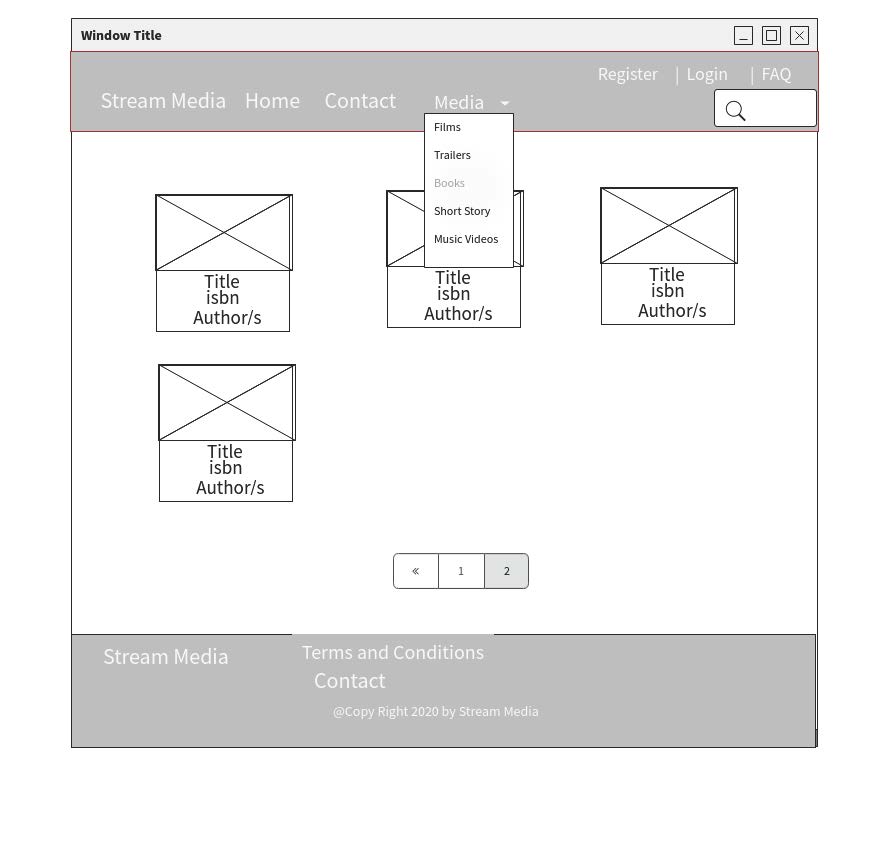 Window Title
Register | Login | FAQ
Stream Media Home Contact Media
Films
Trailers
Books
Short Story
Music Videos
Title
isbn
Author/s
Title
isbn
Author/s
Title
isbn
Author/s
Title
isbn
Author/s
« 1 2
Stream Media
Terms and Conditions
Contact
@Copy Right 2020 by Stream Media